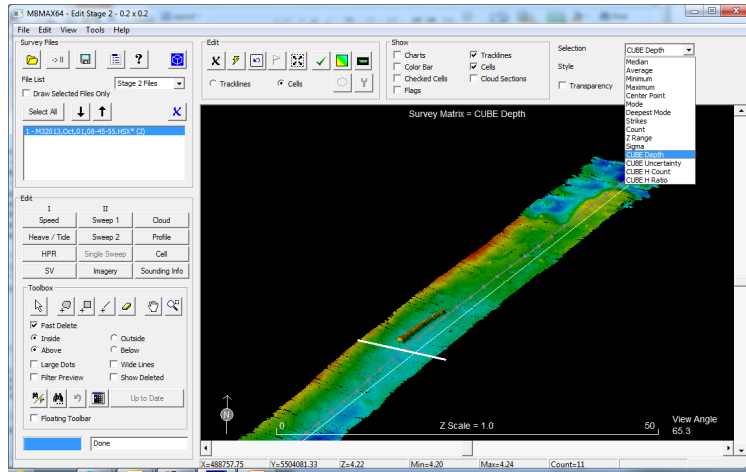 MBMAX64 - Edit Stage 2 - 0.2 x 0.2
File Edit View Tools Help
Survey Files
-> II
?
File List
Stage 2 Files
Draw Selected Files Only
Select All
X
1 - M32013,Oct,01,08-45-55.HSX* (2)
Edit
X
Tracklines
Cells
Show
Charts
Color Bar
Checked Cells
Flags
Tracklines
Cells
Cloud Sections
Selection
CUBE Depth
Style
Transparency
Median
Average
Minimum
Maximum
Center Point
Mode
Deepest Mode
Strikes
Count
Z Range
Sigma
CUBE Depth
CUBE Uncertainty
CUBE H Count
CUBE H Ratio
Edit
I II
Speed Sweep 1 Cloud
Heave / Tide Sweep 2 Profile
HPR Single Sweep Cell
SV Imagery Sounding Info
Toolbox
Fast Delete
Inside Outside
Above Below
Large Dots Wide Lines
Filter Preview Show Deleted
Up to Date
Floating Toolbar
Done
Survey Matrix = CUBE Depth
N
0 Z Scale = 1.0 50
View Angle
65.3
X=488757.75 Y=5504081.33 Z=4.22 Min=4.20 Max=4.24 Count=11